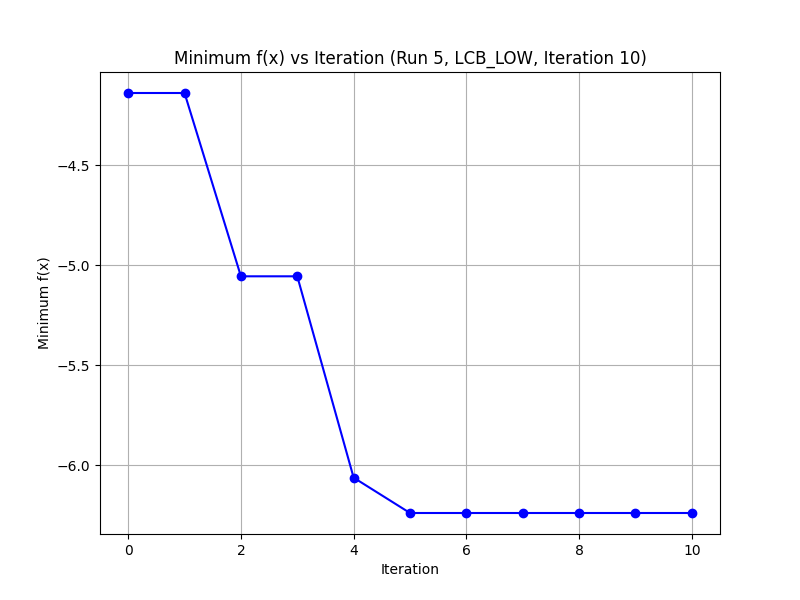 Minimum f(x) vs Iteration (Run 5, LCB_LOW, Iteration 10)
Minimum f(x)
−4.5
−5.0
−5.5
−6.0
0 2 4 6 8 10
Iteration